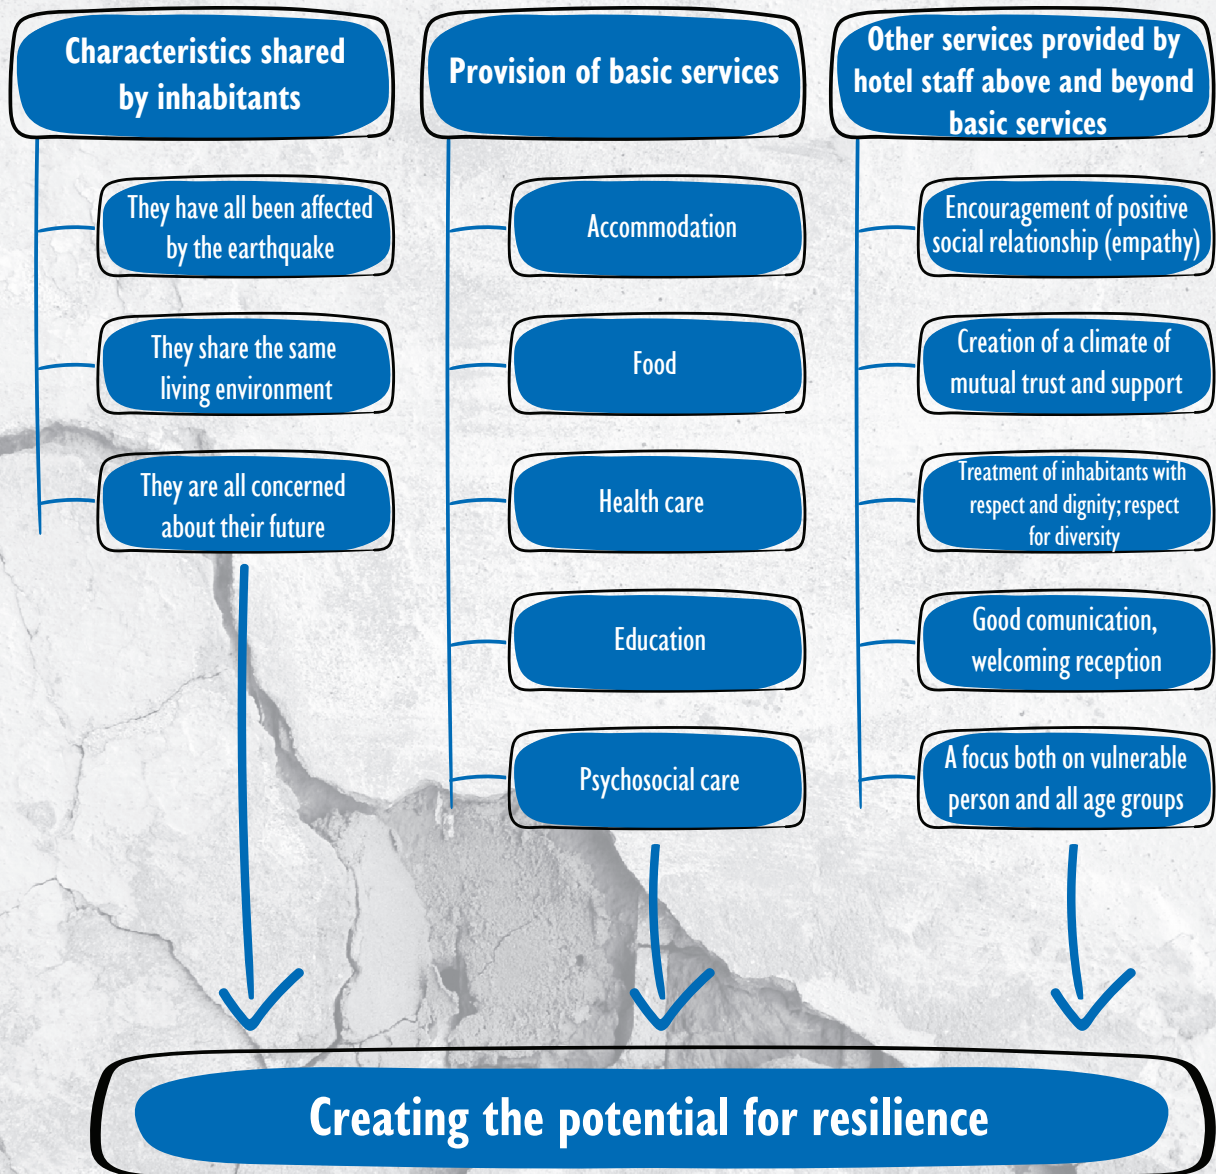 Characteristics shared
by inhabitants
They have all been affected
by the earthquake
They share the same
living environment
They are all concerned
about their future
Provision of basic services
Accommodation
Food
Health care
Education
Psychosocial care
Other services provided by
hotel staff above and beyond
basic services
Encouragement of positive
social relationship (empathy)
Creation of a climate of
mutual trust and support
Treatment of inhabitants with
respect and dignity; respect
for diversity
Good comunication,
welcoming reception
A focus both on vulnerable
person and all age groups
Creating the potential for resilience